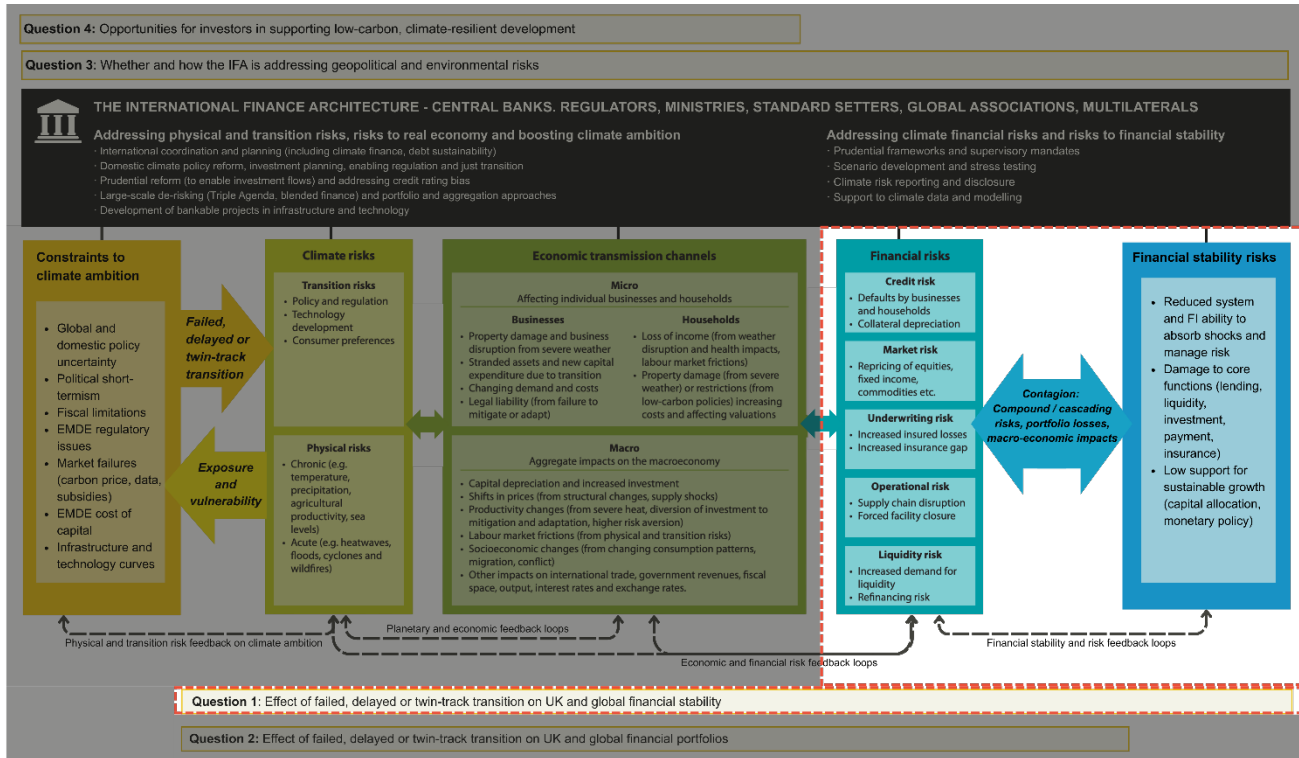 Question 4: Opportunities for investors in supporting low-carbon, climate-resilient development
Question 3: Whether and how the IFA is addressing geopolitical and environmental risks
THE INTERNATIONAL FINANCE ARCHITECTURE - CENTRAL BANKS. REGULATORS, MINISTRIES, STANDARD SETTERS, GLOBAL ASSOCIATIONS, MULTILATERALS
Addressing physical and transition risks, risks to real economy and boosting climate ambition
· International coordination and planning (including climate finance, debt sustainability)
· Domestic climate policy reform, investment planning, enabling regulation and just transition
· Prudential reform (to enable investment flows) and addressing credit rating bias
· Large-scale de-risking (Triple Agenda, blended finance) and portfolio and aggregation approaches
· Development of bankable projects in infrastructure and technology
Addressing climate financial risks and risks to financial stability
· Prudential frameworks and supervisory mandates
· Scenario development and stress testing
· Climate risk reporting and disclosure
· Support to climate data and modelling
Constraints to
climate ambition
• Global and
domestic policy
uncertainty
• Political short-
termism
• Fiscal limitations
• EMDE regulatory
issues
• Market failures
(carbon price, data,
subsidies)
• EMDE cost of
capital
• Infrastructure and
technology curves
Failed,
delayed or
twin-track
transition
Exposure
and
vulnerability
Climate risks
Transition risks
• Policy and regulation
• Technology
development
• Consumer preferences
Physical risks
• Chronic (e.g.
temperature,
precipitation,
agricultural
productivity, sea
levels)
• Acute (e.g. heatwaves,
floods, cyclones and
wildfires)
Economic transmission channels
Micro
Affecting individual businesses and households
Businesses
• Property damage and business
disruption from severe weather
• Stranded assets and new capital
expenditure due to transition
• Changing demand and costs
• Legal liability (from failure to
mitigate or adapt)
Households
• Loss of income (from weather
disruption and health impacts,
labour market frictions)
• Property damage (from severe
weather) or restrictions (from
low-carbon policies) increasing
costs and affecting valuations
Macro
Aggregate impacts on the macroeconomy
• Capital depreciation and increased investment
• Shifts in prices (from structural changes, supply shocks)
• Productivity changes (from severe heat, diversion of investment to
mitigation and adaptation, higher risk aversion)
• Labour market frictions (from physical and transition risks)
• Socioeconomic changes (from changing consumption patterns,
migration, conflict)
• Other impacts on international trade, government revenues, fiscal
space, output, interest rates and exchange rates.
Financial risks
Credit risk
• Defaults by businesses
and households
• Collateral depreciation
Market risk
• Repricing of equities,
fixed income,
commodities etc.
Underwriting risk
• Increased insured losses
• Increased insurance gap
Operational risk
• Supply chain disruption
• Forced facility closure
Liquidity risk
• Increased demand for
liquidity
• Refinancing risk
Contagion:
Compound / cascading
risks, portfolio losses,
macro-economic impacts
Financial stability risks
• Reduced system
and FI ability to
absorb shocks and
manage risk
• Damage to core
functions (lending,
liquidity,
investment,
payment,
insurance)
• Low support for
sustainable growth
(capital allocation,
monetary policy)
Physical and transition risk feedback on climate ambition
Planetary and economic feedback loops
Economic and financial risk feedback loops
Financial stability and risk feedback loops
Question 1: Effect of failed, delayed or twin-track transition on UK and global financial stability
Question 2: Effect of failed, delayed or twin-track transition on UK and global financial portfolios